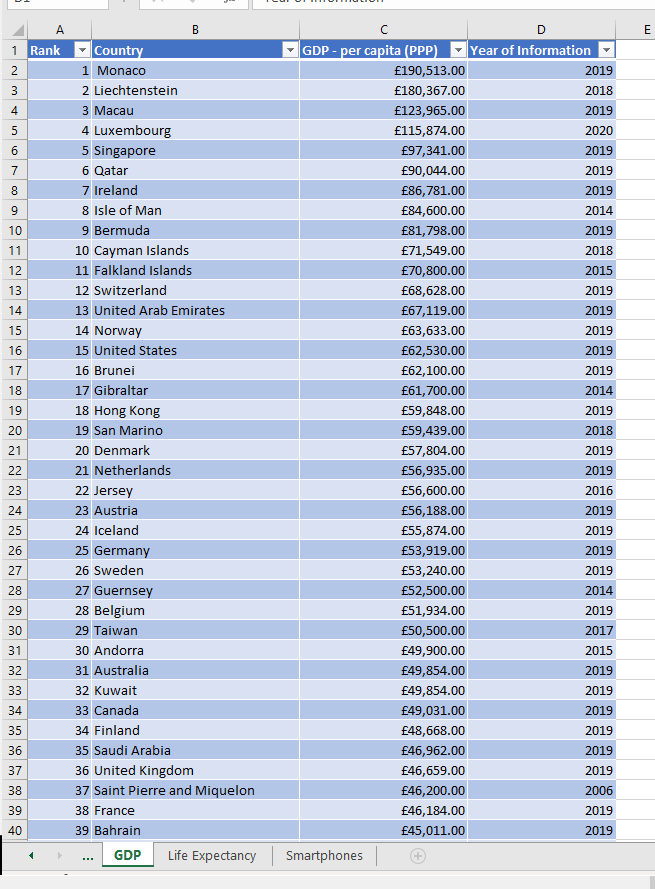 A B C D E
1 Rank Country GDP - per capita (PPP) Year of Information
2 1 Monaco £190,513.00 2019
3 2 Liechtenstein £180,367.00 2018
4 3 Macau £123,965.00 2019
5 4 Luxembourg £115,874.00 2020
6 5 Singapore £97,341.00 2019
7 6 Qatar £90,044.00 2019
8 7 Ireland £86,781.00 2019
9 8 Isle of Man £84,600.00 2014
10 9 Bermuda £81,798.00 2019
11 10 Cayman Islands £71,549.00 2018
12 11 Falkland Islands £70,800.00 2015
13 12 Switzerland £68,628.00 2019
14 13 United Arab Emirates £67,119.00 2019
15 14 Norway £63,633.00 2019
16 15 United States £62,530.00 2019
17 16 Brunei £62,100.00 2019
18 17 Gibraltar £61,700.00 2014
19 18 Hong Kong £59,848.00 2019
20 19 San Marino £59,439.00 2018
21 20 Denmark £57,804.00 2019
22 21 Netherlands £56,935.00 2019
23 22 Jersey £56,600.00 2016
24 23 Austria £56,188.00 2019
25 24 Iceland £55,874.00 2019
26 25 Germany £53,919.00 2019
27 26 Sweden £53,240.00 2019
28 27 Guernsey £52,500.00 2014
29 28 Belgium £51,934.00 2019
30 29 Taiwan £50,500.00 2017
31 30 Andorra £49,900.00 2015
32 31 Australia £49,854.00 2019
33 32 Kuwait £49,854.00 2019
34 33 Canada £49,031.00 2019
35 34 Finland £48,668.00 2019
36 35 Saudi Arabia £46,962.00 2019
37 36 United Kingdom £46,659.00 2019
38 37 Saint Pierre and Miquelon £46,200.00 2006
39 38 France £46,184.00 2019
40 39 Bahrain £45,011.00 2019
... GDP Life Expectancy Smartphones